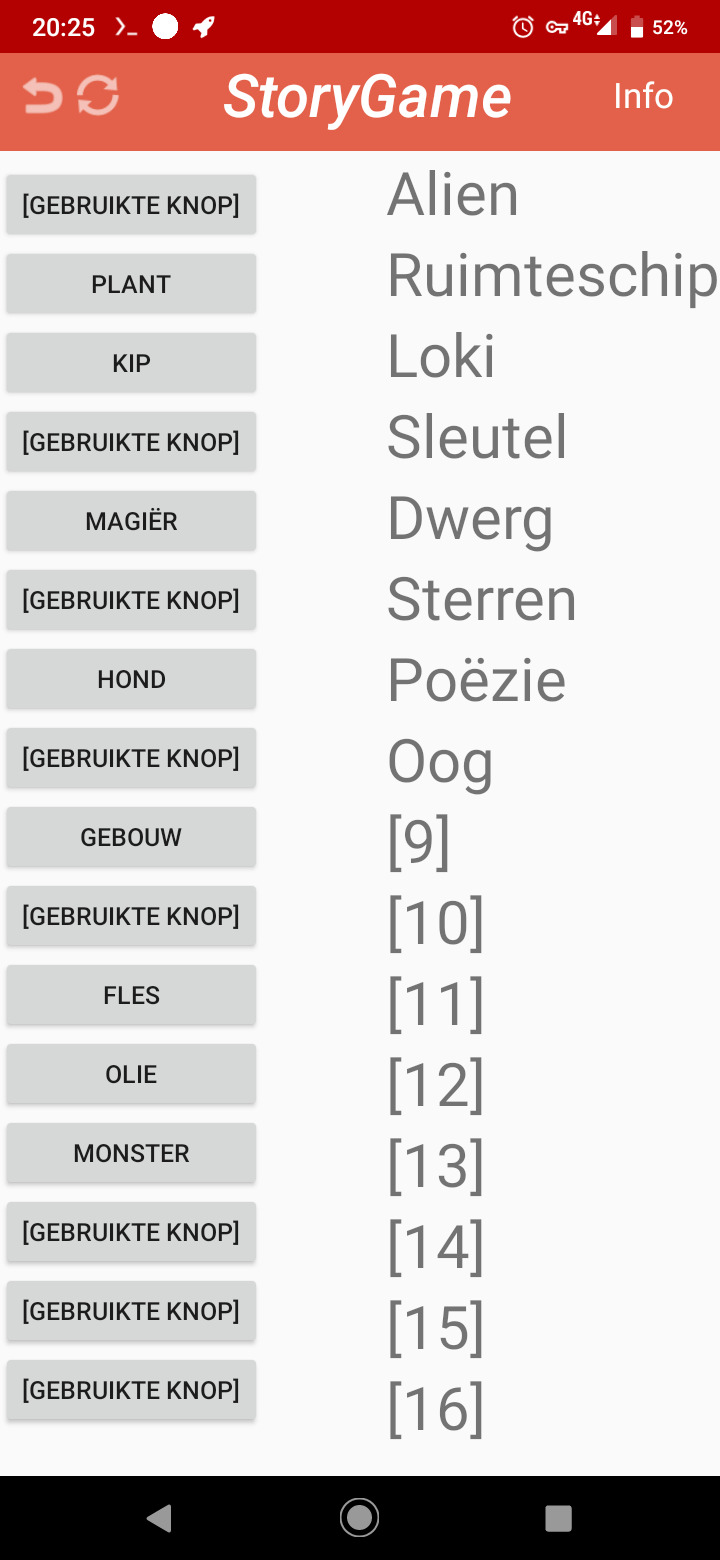 20:25 4G 52%
StoryGame Info
[GEBRUIKTE KNOP] Alien
PLANT Ruimteschip
KIP Loki
[GEBRUIKTE KNOP] Sleutel
MAGIËR Dwerg
[GEBRUIKTE KNOP] Sterren
HOND Poëzie
[GEBRUIKTE KNOP] Oog
GEBOUW [9]
[GEBRUIKTE KNOP] [10]
FLES [11]
OLIE [12]
MONSTER [13]
[GEBRUIKTE KNOP] [14]
[GEBRUIKTE KNOP] [15]
[GEBRUIKTE KNOP] [16]